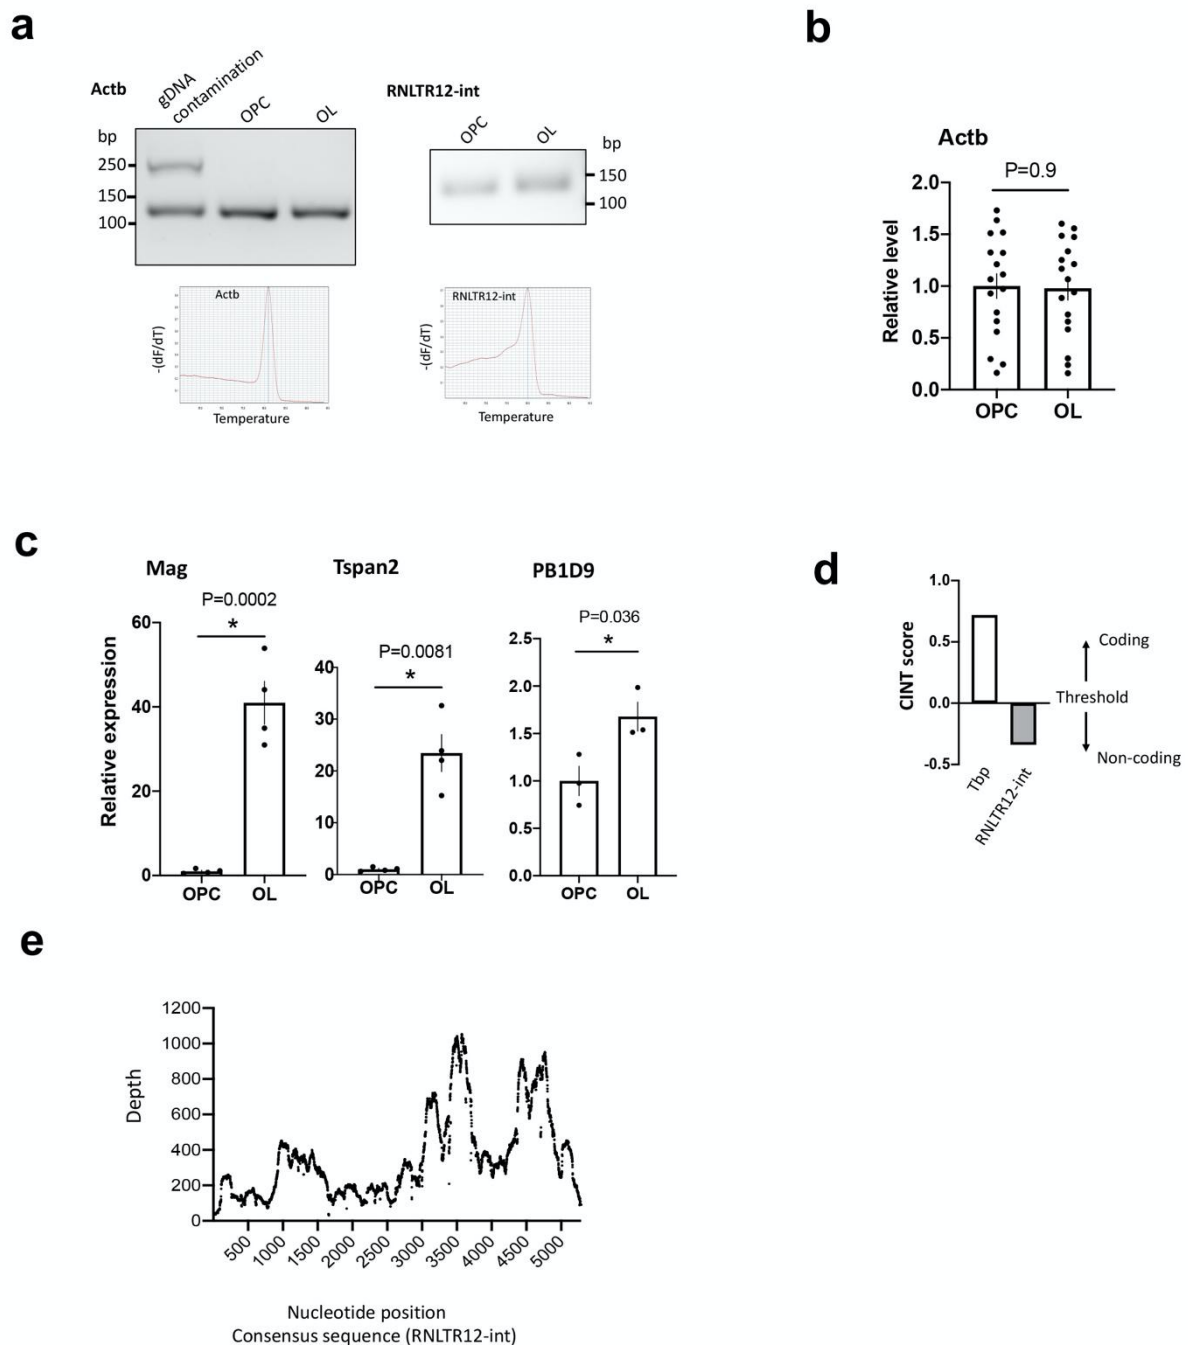 a
Actb
gDNA
contamination
OPC
OL
bp
250
150
100
RNLTR12-int
OPC
OL
bp
150
100
Actb
-(dF/dT)
Temperature
RNLTR12-int
-(dF/dT)
Temperature
b
Actb
P=0.9
Relative level
2.0
1.5
1.0
0.5
0.0
OPC
OL
c
Mag
P=0.0002
*
Relative expression
60
40
20
0
OPC
OL
Tspan2
P=0.0081
*
40
30
20
10
0
OPC
OL
PB1D9
P=0.036
*
2.5
2.0
1.5
1.0
0.5
0.0
OPC
OL
d
CINT score
1.0
0.5
0.0
-0.5
Tbp
RNLTR12-int
Coding
Threshold
Non-coding
e
Depth
1200
1000
800
600
400
200
0
500
1000
1500
2000
2500
3000
3500
4000
4500
5000
Nucleotide position
Consensus sequence (RNLTR12-int)